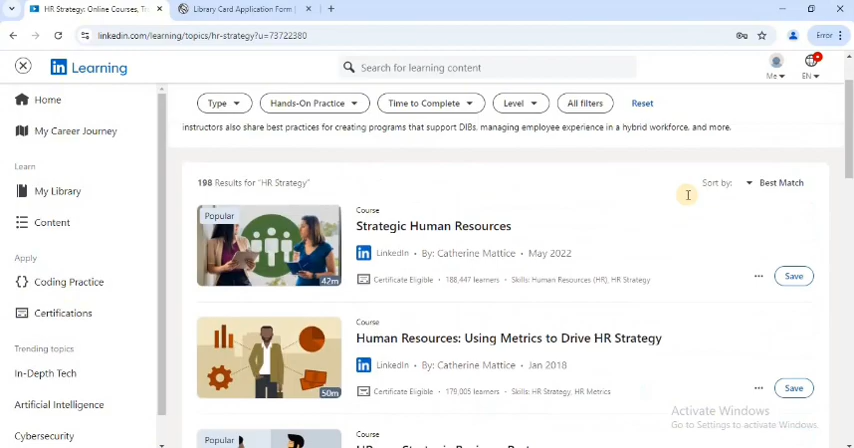 HR Strategy: Online Courses, Tr
Library Card Application Form |
linkedin.com/learning/topics/hr-strategy?u=73722380
Error
in Learning
Search for learning content
Me
EN
Home
My Career Journey
Learn
My Library
Content
Apply
Coding Practice
Certifications
Trending topics
In-Depth Tech
Artificial Intelligence
Cybersecurity
Type
Hands-On Practice
Time to Complete
Level
All filters
Reset
instructors also share best practices for creating programs that support DIBs, managing employee experience in a hybrid workforce, and more.
198 Results for "HR Strategy"
Sort by:
Best Match
Popular
42m
Course
Strategic Human Resources
in LinkedIn • By: Catherine Mattice • May 2022
Certificate Eligible • 188,447 learners • Skills: Human Resources (HR), HR Strategy
Save
50m
Course
Human Resources: Using Metrics to Drive HR Strategy
in LinkedIn • By: Catherine Mattice • Jan 2018
Certificate Eligible • 179,005 learners • Skills: HR Strategy, HR Metrics
Save
Popular
Course
Activate Windows
Go to Settings to activate Windows.